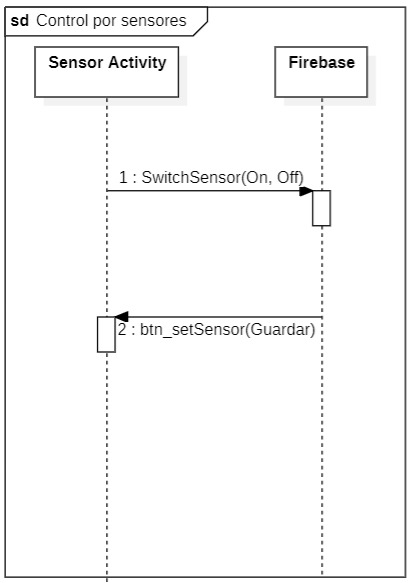 sd Control por sensores
Sensor Activity
Firebase
1 : SwitchSensor(On, Off)
2 : btn_setSensor(Guardar)